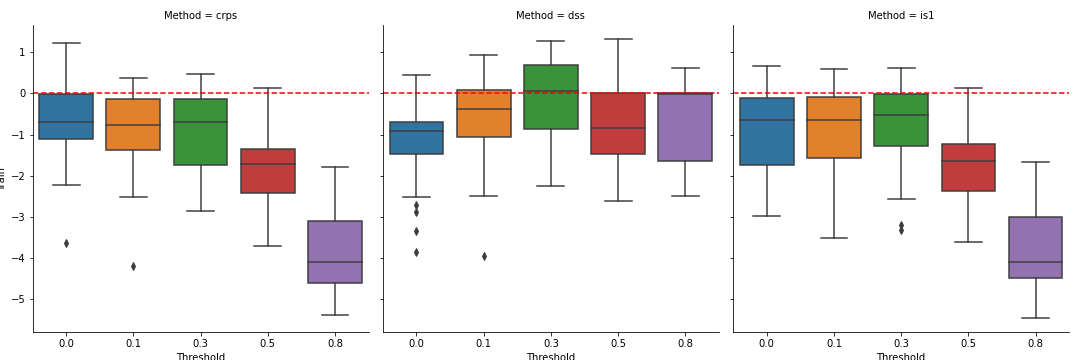 Method = crps
Method = dss
Method = is1
1
0
−1
−2
−3
−4
−5
0.0 0.1 0.3 0.5 0.8
0.0 0.1 0.3 0.5 0.8
0.0 0.1 0.3 0.5 0.8
Threshold
Threshold
Threshold